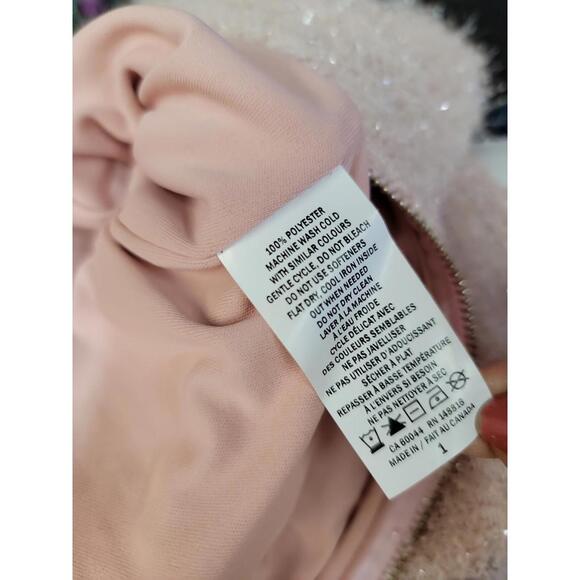 100% POLYESTER
MACHINE WASH COLD
WITH SIMILAR COLOURS
GENTLE CYCLE, DO NOT BLEACH
DO NOT USE SOFTENERS
FLAT DRY, COOL IRON INSIDE
OUT WHEN NEEDED
DO NOT DRY CLEAN
LAVER À LA MACHINE
À L'EAU FROIDE
CYCLE DÉLICAT AVEC
DES COULEURS SEMBLABLES
NE PAS JAVELLISER
NE PAS UTILISER D'ADOUCISSANT
SÉCHER À PLAT
REPASSER À BASSE TEMPÉRATURE
À L'ENVERS SI BESOIN
NE PAS NETTOYER À SEC
CA 60044 RN 148818
MADE IN / FAIT AU CANADA
1